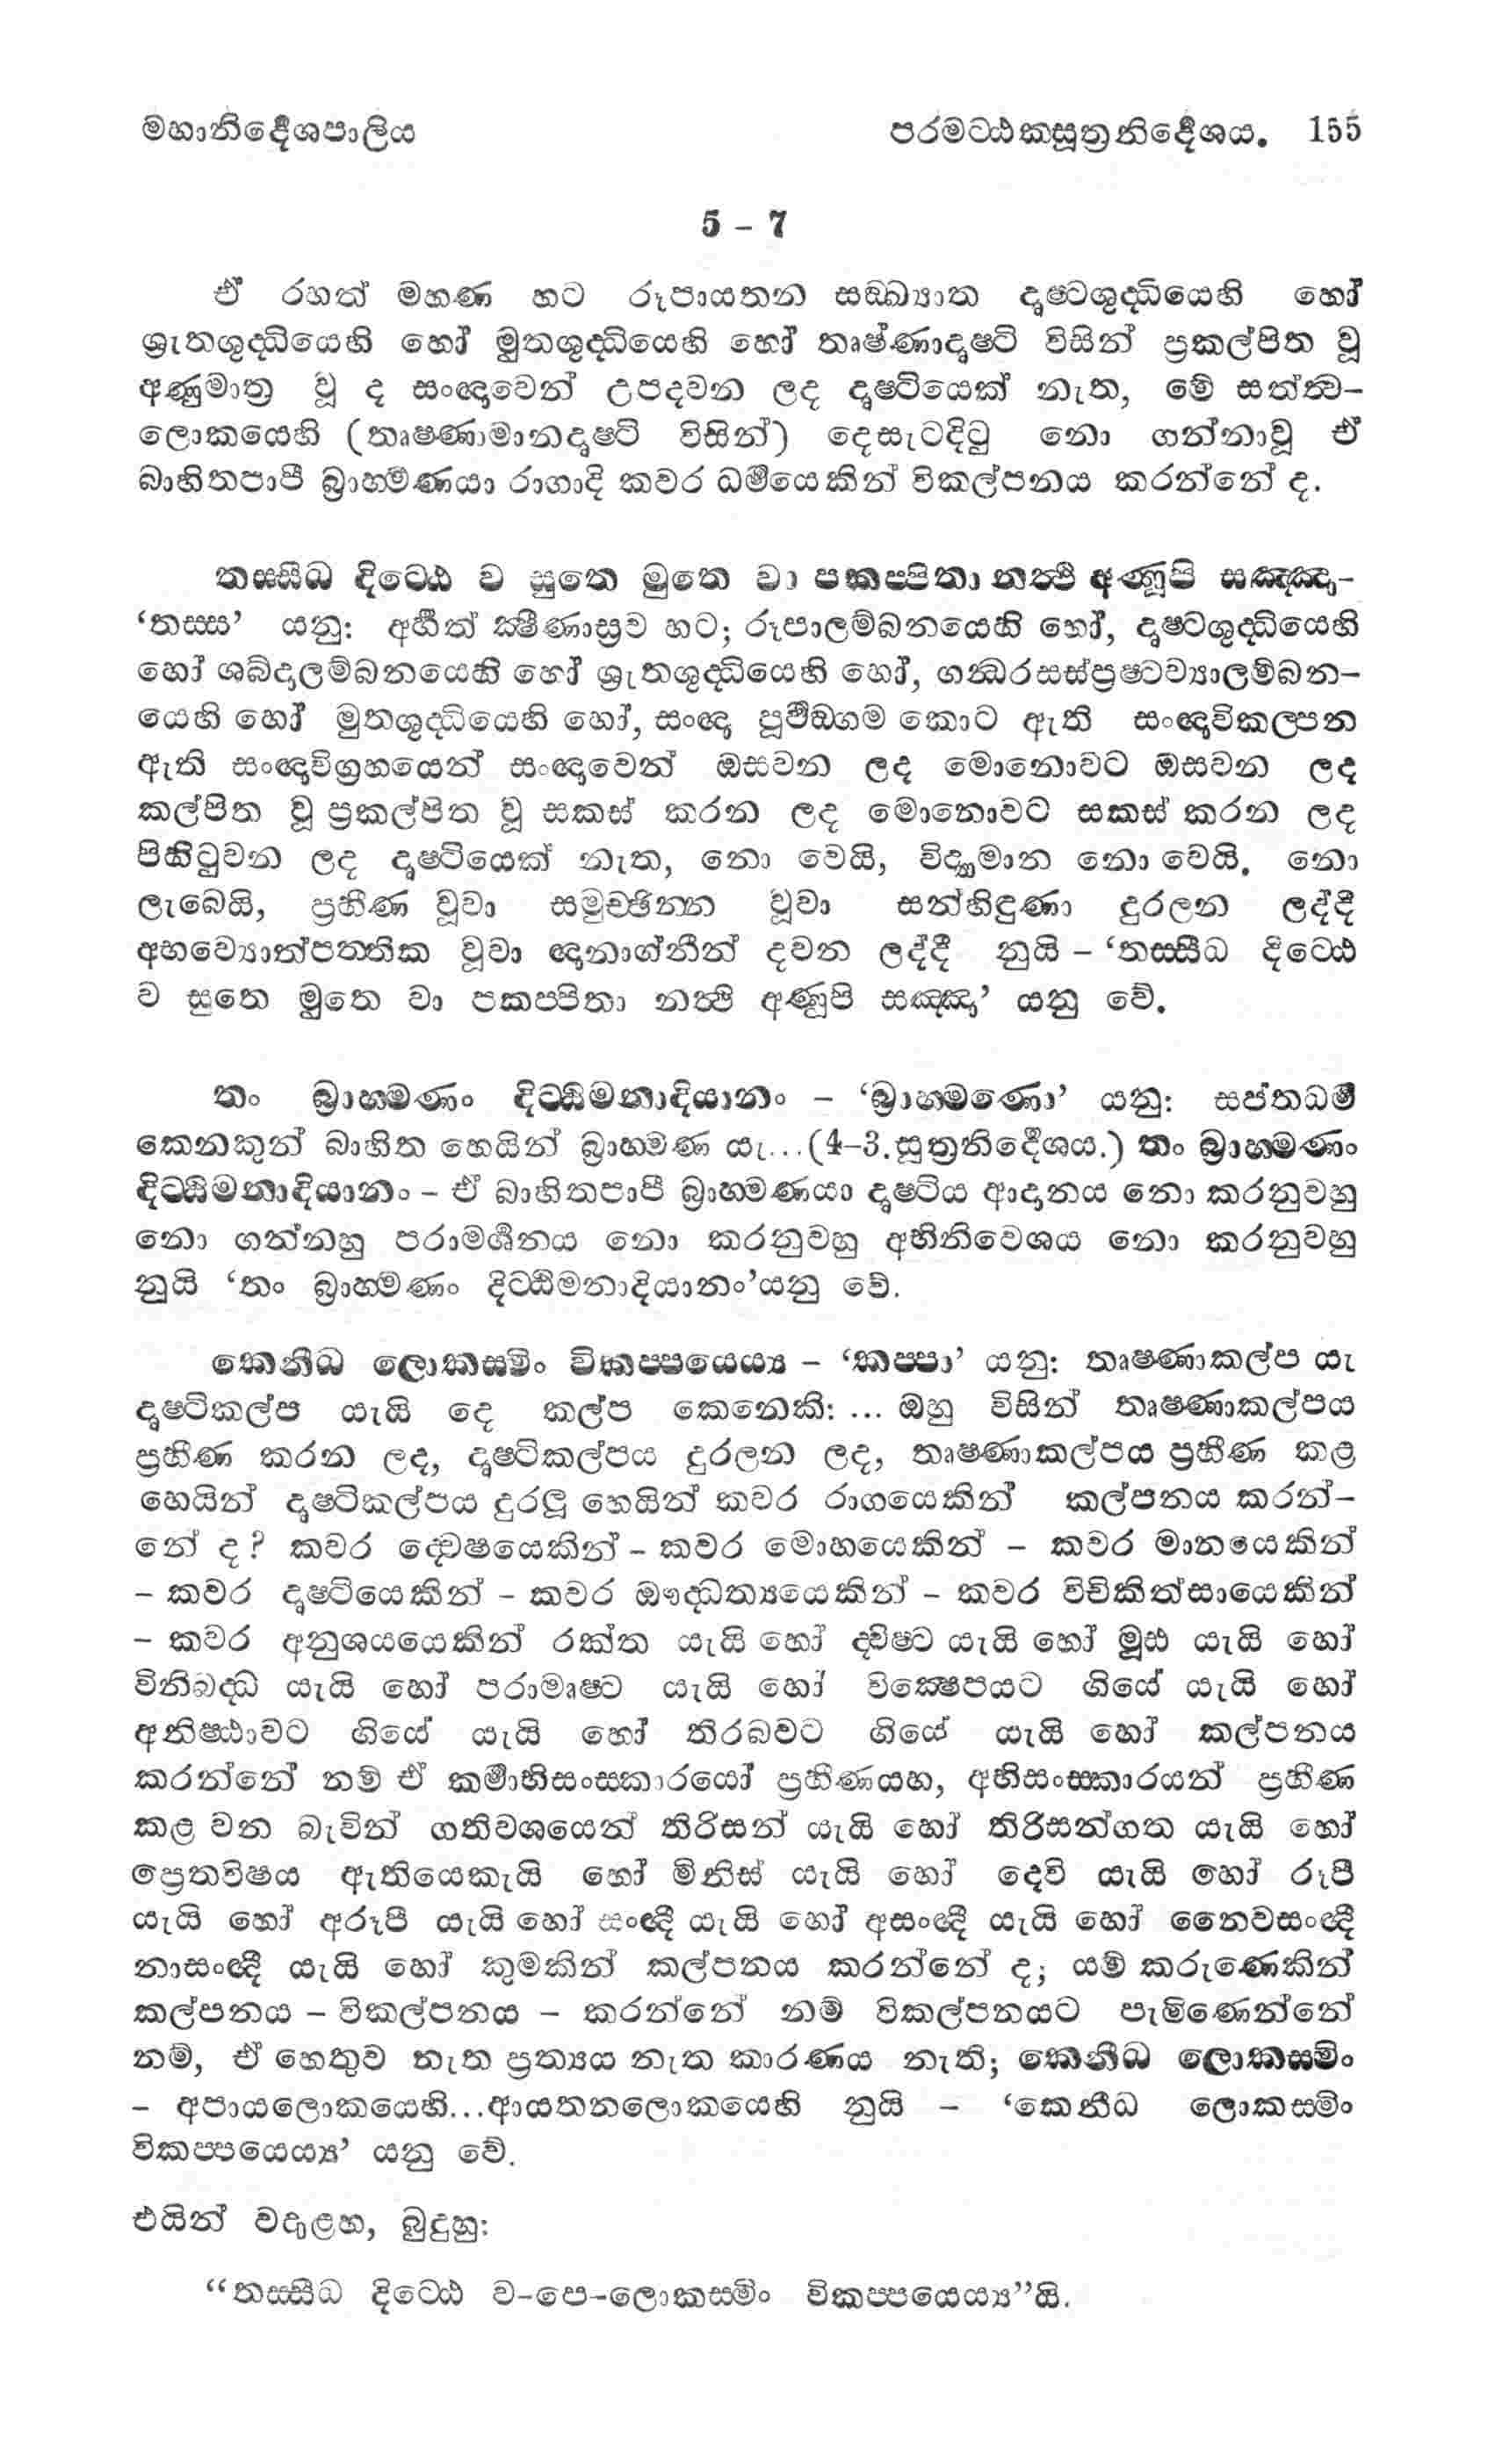 මහානිර්‍දෙශපාලිය පරමට්ඨකසූත්‍රනිර්‍දෙශය. 155
5 – 7
ඒ රහත් මහණ හට රූපායතන සඞ්ඛ්‍යාත දෘෂ්ටශුද්ධියෙහි හෝ
ශ්‍රැතශුද්ධියෙහි හෝ මුතශුද්ධියෙහි හෝ තෘෂ්ණාදෘෂ්ටි විසින් ප්‍රකල්පිත වූ
අණුමාත්‍ර වූ ද සංඥාවෙන් උපදවන ලද දෘෂ්ටියෙක් නැත, මේ සත්ත්‍ව–
ලොකයෙහි (තෘෂ්ණාමානදෘෂ්ටි විසින්) දෙසැටදිටු නො ගන්නාවූ ඒ
බාහිතපාපී බ්‍රාහ්මණයා රාගාදි කවර ධර්‍මයෙකින් විකල්පනය කරන්නේ ද.
තස්සීධ දිට්ඨෙ ව සුතෙ මුතෙ වා පකප්පිතා නත්‍ථි අණූපි සඤ්ඤා–
‘තස්ස’ යනු: අර්‍හත් ක්‍ෂීණාස්‍රව හට; රූපාලම්බනයෙහි හෝ, දෘෂ්ටශුද්ධියෙහි
හෝ ශබ්දාලම්බනයෙහි හෝ ශ්‍රැතශුද්ධියෙහි හෝ, ගන්‍ධරසස්ප්‍රෂ්ටව්‍යාලම්බන–
යෙහි හෝ මුතශුද්ධියෙහි හෝ, සංඥා පූර්‍වඞ්ගම කොට ඇති සංඥාවිකල්පන
ඇති සංඥාවිග්‍රහයෙන් සංඥාවෙන් ඔසවන ලද මොනොවට ඔසවන ලද
කල්පිත වූ ප්‍රකල්පිත වූ සකස් කරන ලද මොනොවට සකස් කරන ලද
පිහිටුවන ලද දෘෂ්ටියෙක් නැත, නො වෙයි, විද්‍යමාන නො වෙයි. නො
ලැබෙයි, ප්‍රහීණ වූවා සමුච්ඡින්න වූවා සන්හිඳුණා දුරලන ලද්දී
අභව්‍යොත්පත්තික වූවා ඥානාග්නීන් දවන ලද්දී නුයි – ‘තස්සීධ දිට්ඨෙ
ව සුතෙ මුතෙ වා පකප්පිතා නත්‍ථි අණූපි සඤ්ඤා’ යනු වේ.
තං බ්‍රාහ්මණං දිට්ඨිමනාදියානං – ‘බ්‍රාහ්මණො’ යනු: සප්තධර්‍ම
කෙනකුන් බාහිත හෙයින් බ්‍රාහ්මණ යැ...(4–3.සූත්‍රනිර්‍දෙශය.) තං බ්‍රාහ්මණං
දිට්ඨිමනාදියානං – ඒ බාහිතපාපී බ්‍රාහ්මණයා දෘෂ්ටිය ආදානය නො කරනුවහු
නො ගන්නහු පරාමර්‍ශනය නො කරනුවහු අභිනිවෙශය නො කරනුවහු
නුයි ‘තං බ්‍රාහ්මණං දිට්ඨිමනාදියානං’යනු වේ.
කෙනීධ ලොකස්මිං විකප්පයෙය්‍ය – ‘කප්පා’ යනු: තෘෂ්ණාකල්ප යැ
දෘෂ්ටිකල්ප යැයි දෙ කල්ප කෙනෙකි: ... ඔහු විසින් තෘෂ්ණාකල්පය
ප්‍රහීණ කරන ලද, දෘෂ්ටිකල්පය දුරලන ලද, තෘෂ්ණාකල්පය ප්‍රහීණ කළ
හෙයින් දෘෂ්ටිකල්පය දුරලූ හෙයින් කවර රාගයෙකින් කල්පනය කරන්–
නේ ද? කවර ද්වෙෂයෙකින් – කවර මොහයෙකින් – කවර මානයෙකින්
– කවර දෘෂ්ටියෙකින් – කවර ඖද්ධත්‍යයෙකින් – කවර විචිකිත්සායෙකින්
– කවර අනුශයයෙකින් රක්ත යැයි හෝ ද්විෂ්ට යැයි හෝ මූඪ යැයි හෝ
විනිබද්ධ යැයි හෝ පරාමෘෂ්ට යැයි හෝ වික්‍ෂෙපයට ගියේ යැයි හෝ
අනිෂ්ඨාවට ගියේ යැයි හෝ තිරබවට ගියේ යැයි හෝ කල්පනය
කරන්නේ නම් ඒ කර්‍මාභිසංස්කාරයෝ ප්‍රහීණයහ, අභිසංස්කාරයන් ප්‍රහීණ
කළ වන බැවින් ගතිවශයෙන් තිරිසන් යැයි හෝ තිරිසන්ගත යැයි හෝ
ප්‍රෙතවිෂය ඇතියෙකැයි හෝ මිනිස් යැයි හෝ දෙව් යැයි හෝ රූපී
යැයි හෝ අරූපී යැයි හෝ සංඥී යැයි හෝ අසංඥී යැයි හෝ නෛවසංඥී
නාසංඥී යැයි හෝ කුමකින් කල්පනය කරන්නේ ද; යම් කරුණෙකින්
කල්පනය – විකල්පනය – කරන්නේ නම් විකල්පනයට පැමිණෙන්නේ
නම්, ඒ හෙතුව නැත ප්‍රත්‍යය නැත කාරණය නැති; කෙනීධ ලොකස්මිං
– අපායලොකයෙහි...ආයතනලොකයෙහි නුයි – ‘කෙනීධ ලොකස්මිං
විකප්පයෙය්‍ය’ යනු වේ.
එයින් වදාළහ, බුදුහු:
“තස්සීධ දිට්ඨෙ ව–පෙ–ලොකස්මිං විකප්පයෙය්‍ය”යි.